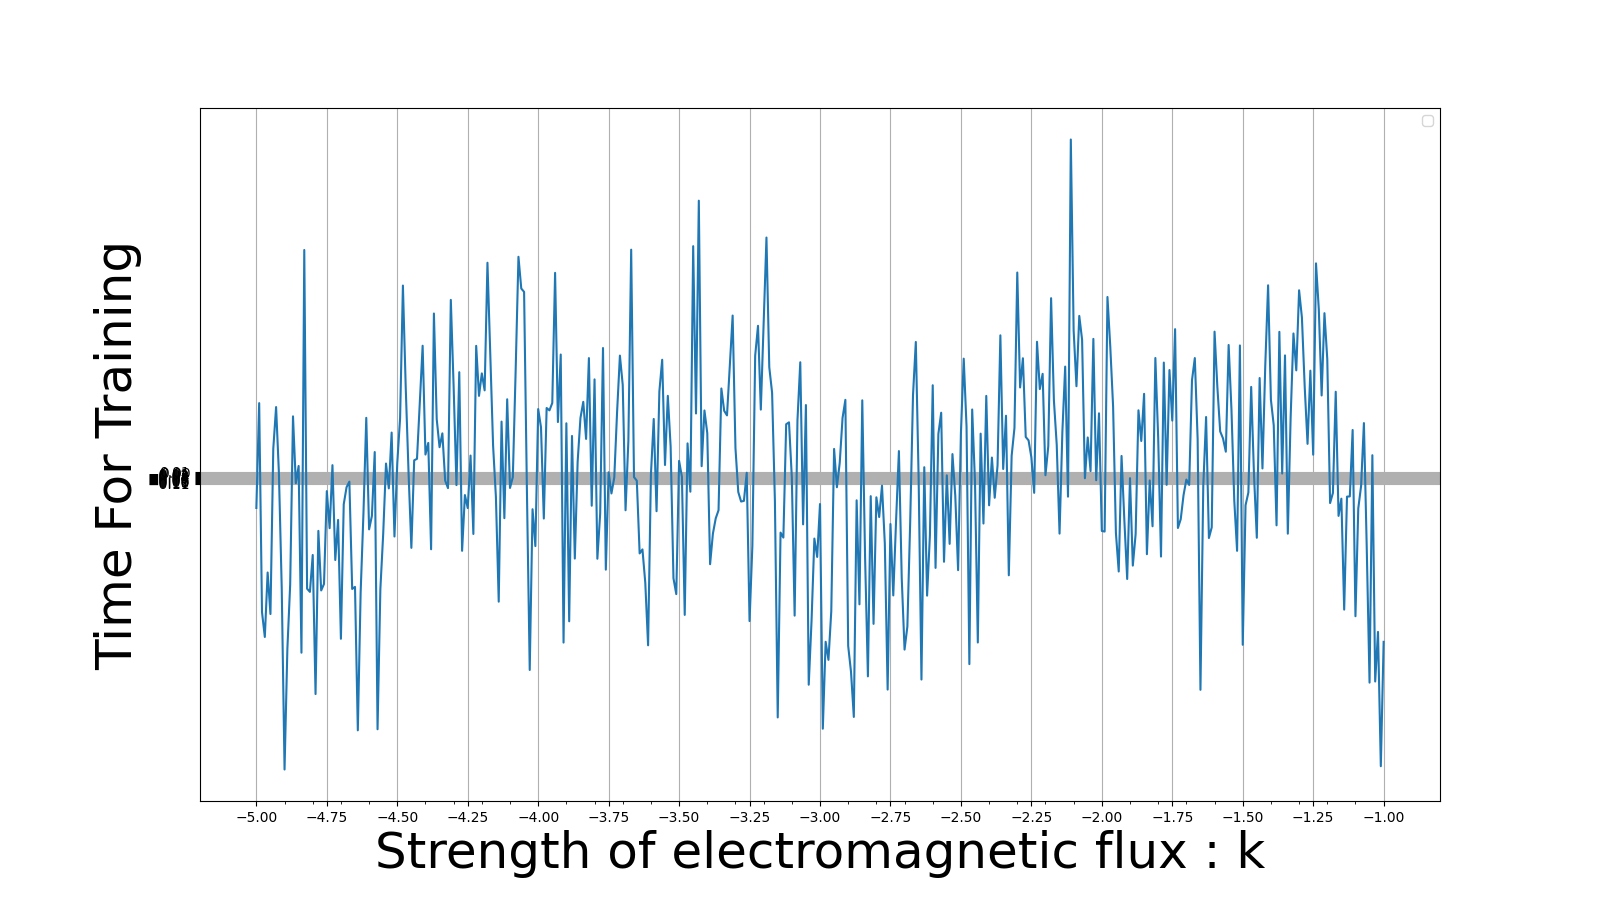 Time For Training
−5.00 −4.75 −4.50 −4.25 −4.00 −3.75 −3.50 −3.25 −3.00 −2.75 −2.50 −2.25 −2.00 −1.75 −1.50 −1.25 −1.00
Strength of electromagnetic flux : k